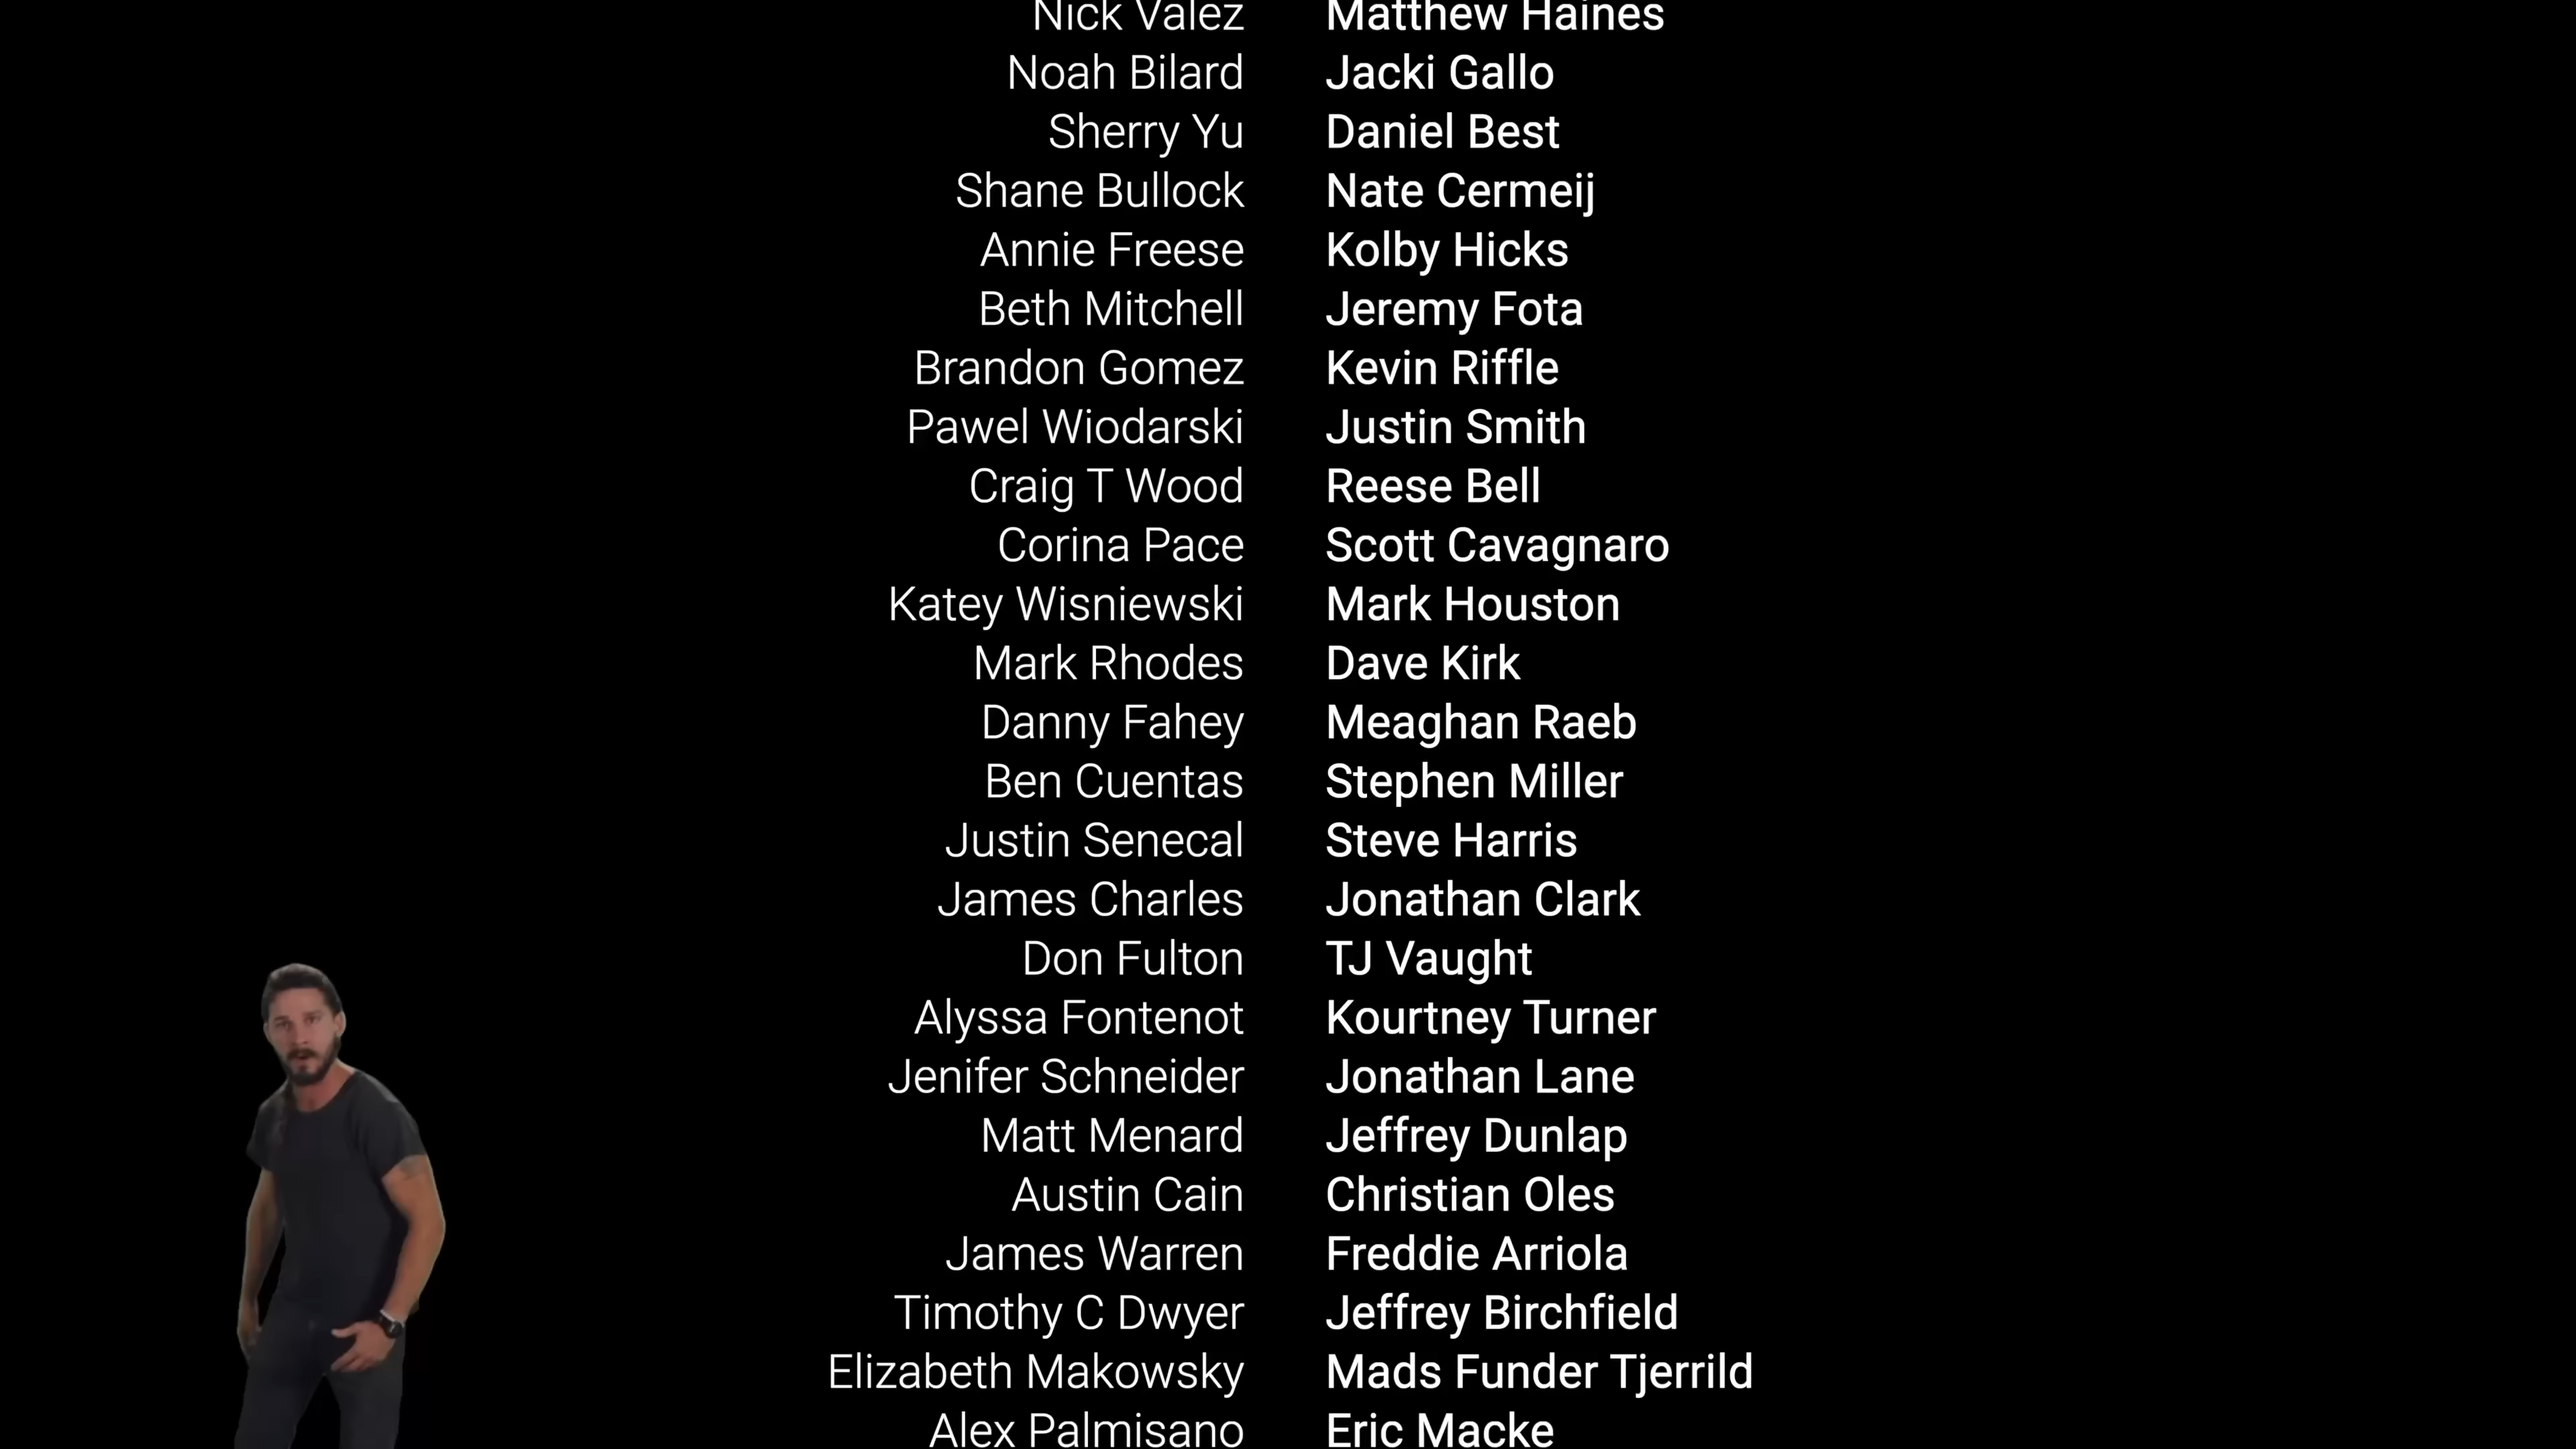 Nick Valez Matthew Haines
Noah Bilard Jacki Gallo
Sherry Yu Daniel Best
Shane Bullock Nate Cermeij
Annie Freese Kolby Hicks
Beth Mitchell Jeremy Fota
Brandon Gomez Kevin Riffle
Pawel Wiodarski Justin Smith
Craig T Wood Reese Bell
Corina Pace Scott Cavagnaro
Katey Wisniewski Mark Houston
Mark Rhodes Dave Kirk
Danny Fahey Meaghan Raeb
Ben Cuentas Stephen Miller
Justin Senecal Steve Harris
James Charles Jonathan Clark
Don Fulton TJ Vaught
Alyssa Fontenot Kourtney Turner
Jenifer Schneider Jonathan Lane
Matt Menard Jeffrey Dunlap
Austin Cain Christian Oles
James Warren Freddie Arriola
Timothy C Dwyer Jeffrey Birchfield
Elizabeth Makowsky Mads Funder Tjerrild
Alex Palmisano Eric Macke